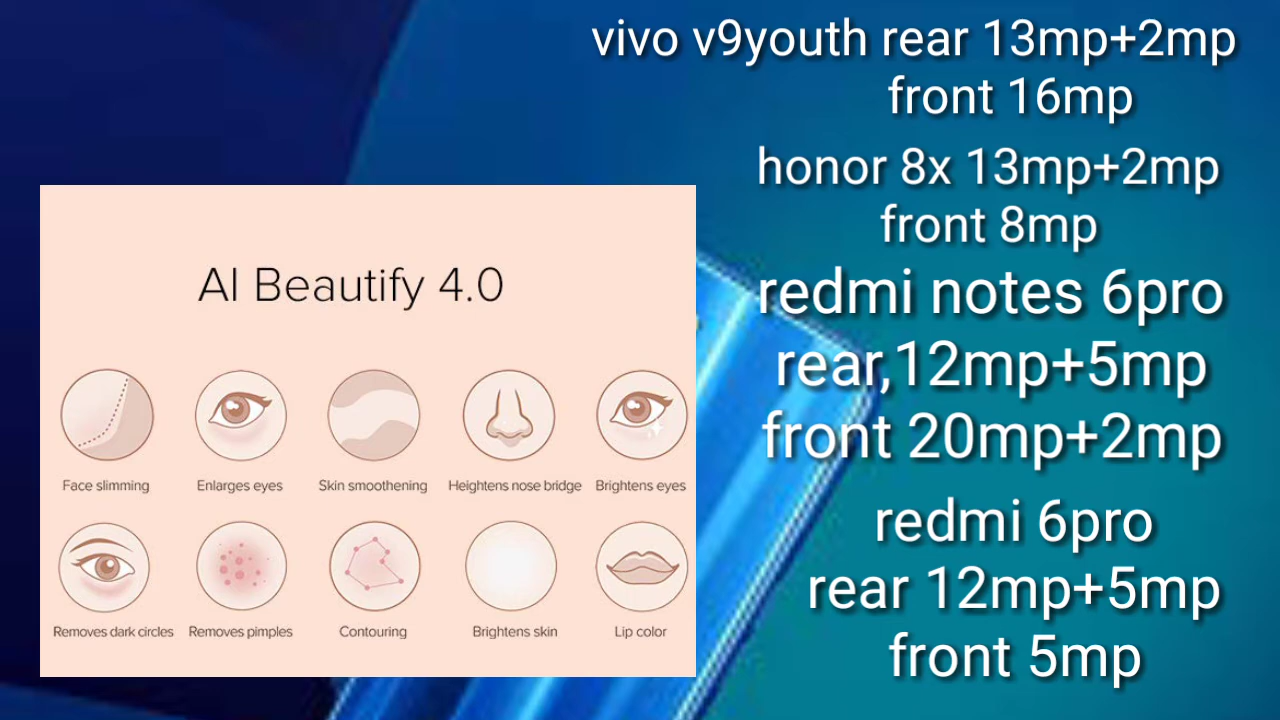 vivo v9youth rear 13mp+2mp
front 16mp
honor 8x 13mp+2mp
front 8mp
redmi notes 6pro
rear,12mp+5mp
front 20mp+2mp
redmi 6pro
rear 12mp+5mp
front 5mp
AI Beautify 4.0
Face slimming Enlarges eyes Skin smoothening Heightens nose bridge Brightens eyes
Removes dark circles Removes pimples Contouring Brightens skin Lip color